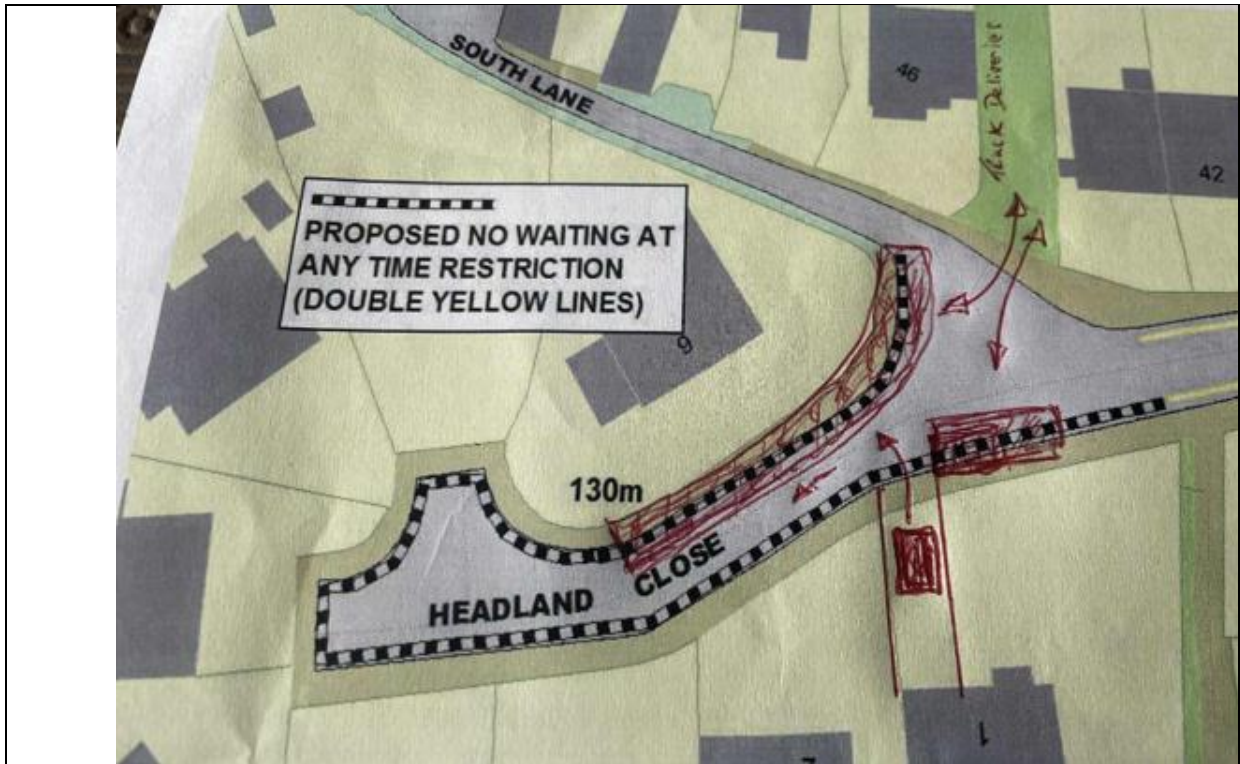 SOUTH LANE
46
Truck Deliveries
42
PROPOSED NO WAITING AT
ANY TIME RESTRICTION
(DOUBLE YELLOW LINES)
130m
CLOSE
HEADLAND
1